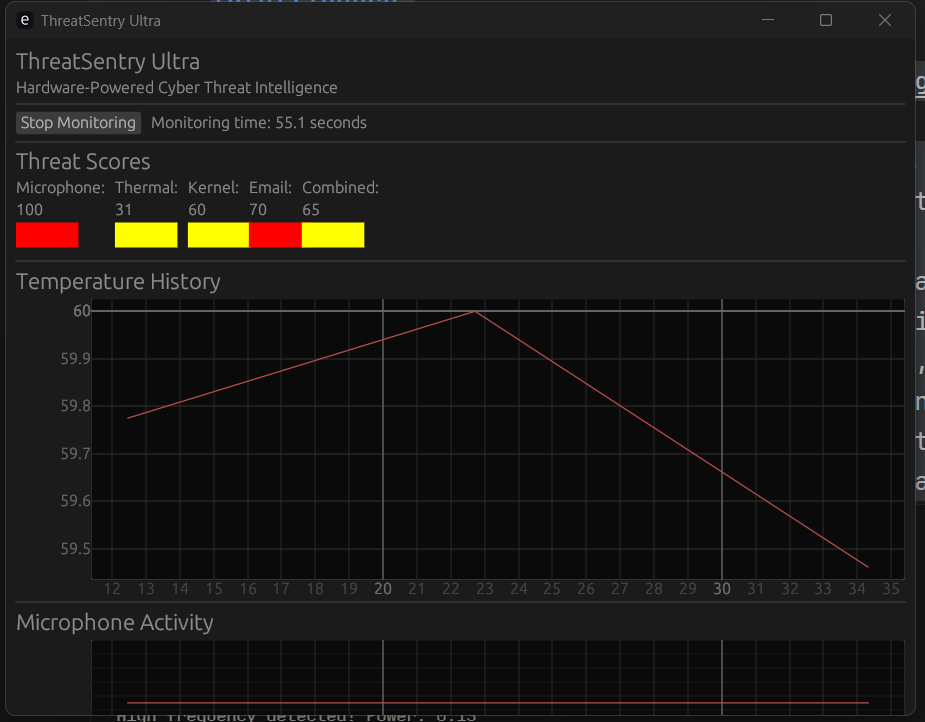 e ThreatSentry Ultra
ThreatSentry Ultra
Hardware-Powered Cyber Threat Intelligence
Stop Monitoring Monitoring time: 55.1 seconds
Threat Scores
Microphone: Thermal: Kernel: Email: Combined:
100 31 60 70 65
Temperature History
60
59.9
59.8
59.7
59.6
59.5
12 13 14 15 16 17 18 19 20 21 22 23 24 25 26 27 28 29 30 31 32 33 34 35
Microphone Activity
High frequency detected! Power: 6.13